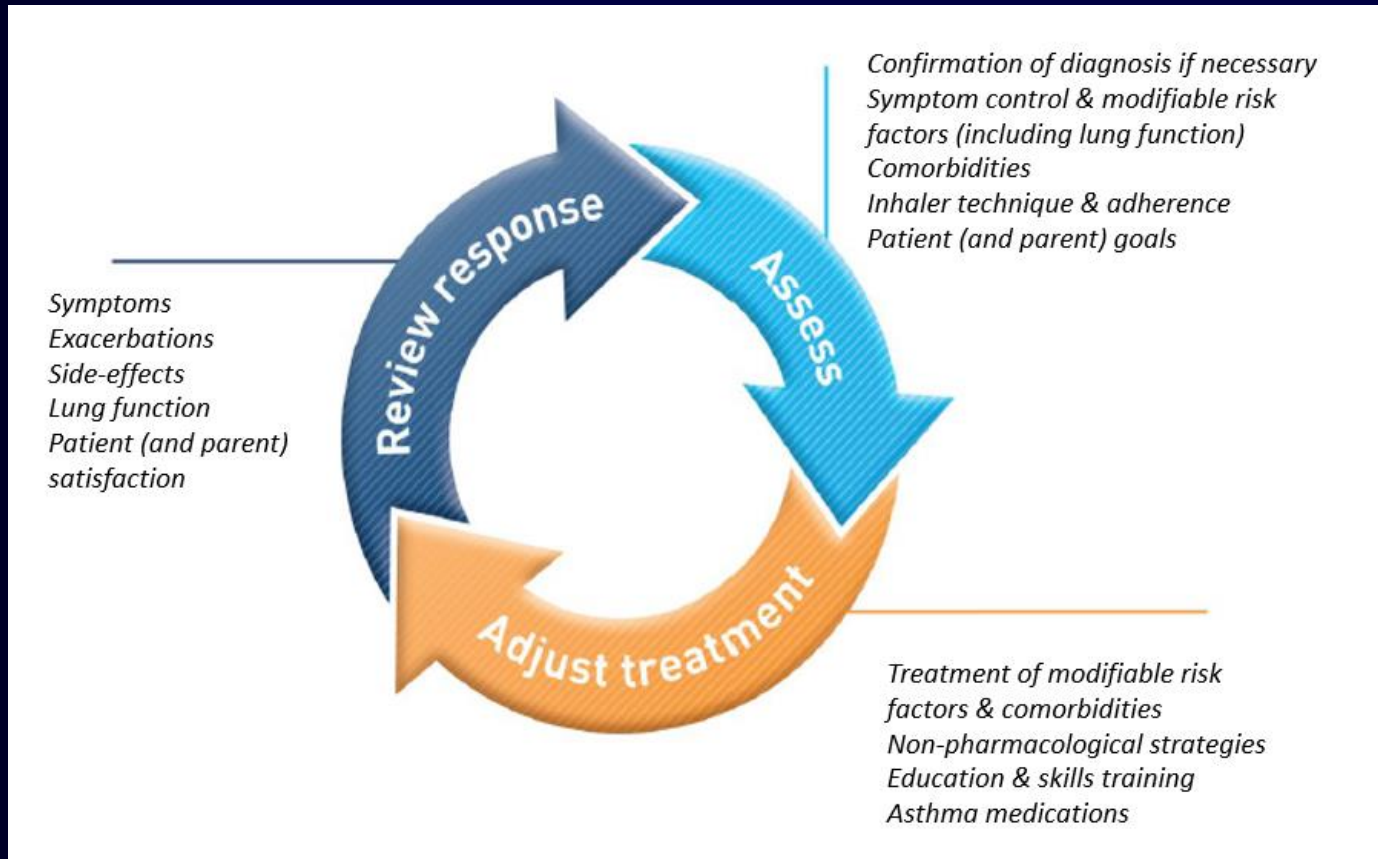 Confirmation of diagnosis if necessary
Symptom control & modifiable risk
factors (including lung function)
Comorbidities
Inhaler technique & adherence
Patient (and parent) goals
Review response
Assess
Symptoms
Exacerbations
Side-effects
Lung function
Patient (and parent)
satisfaction
Adjust treatment
Treatment of modifiable risk
factors & comorbidities
Non-pharmacological strategies
Education & skills training
Asthma medications